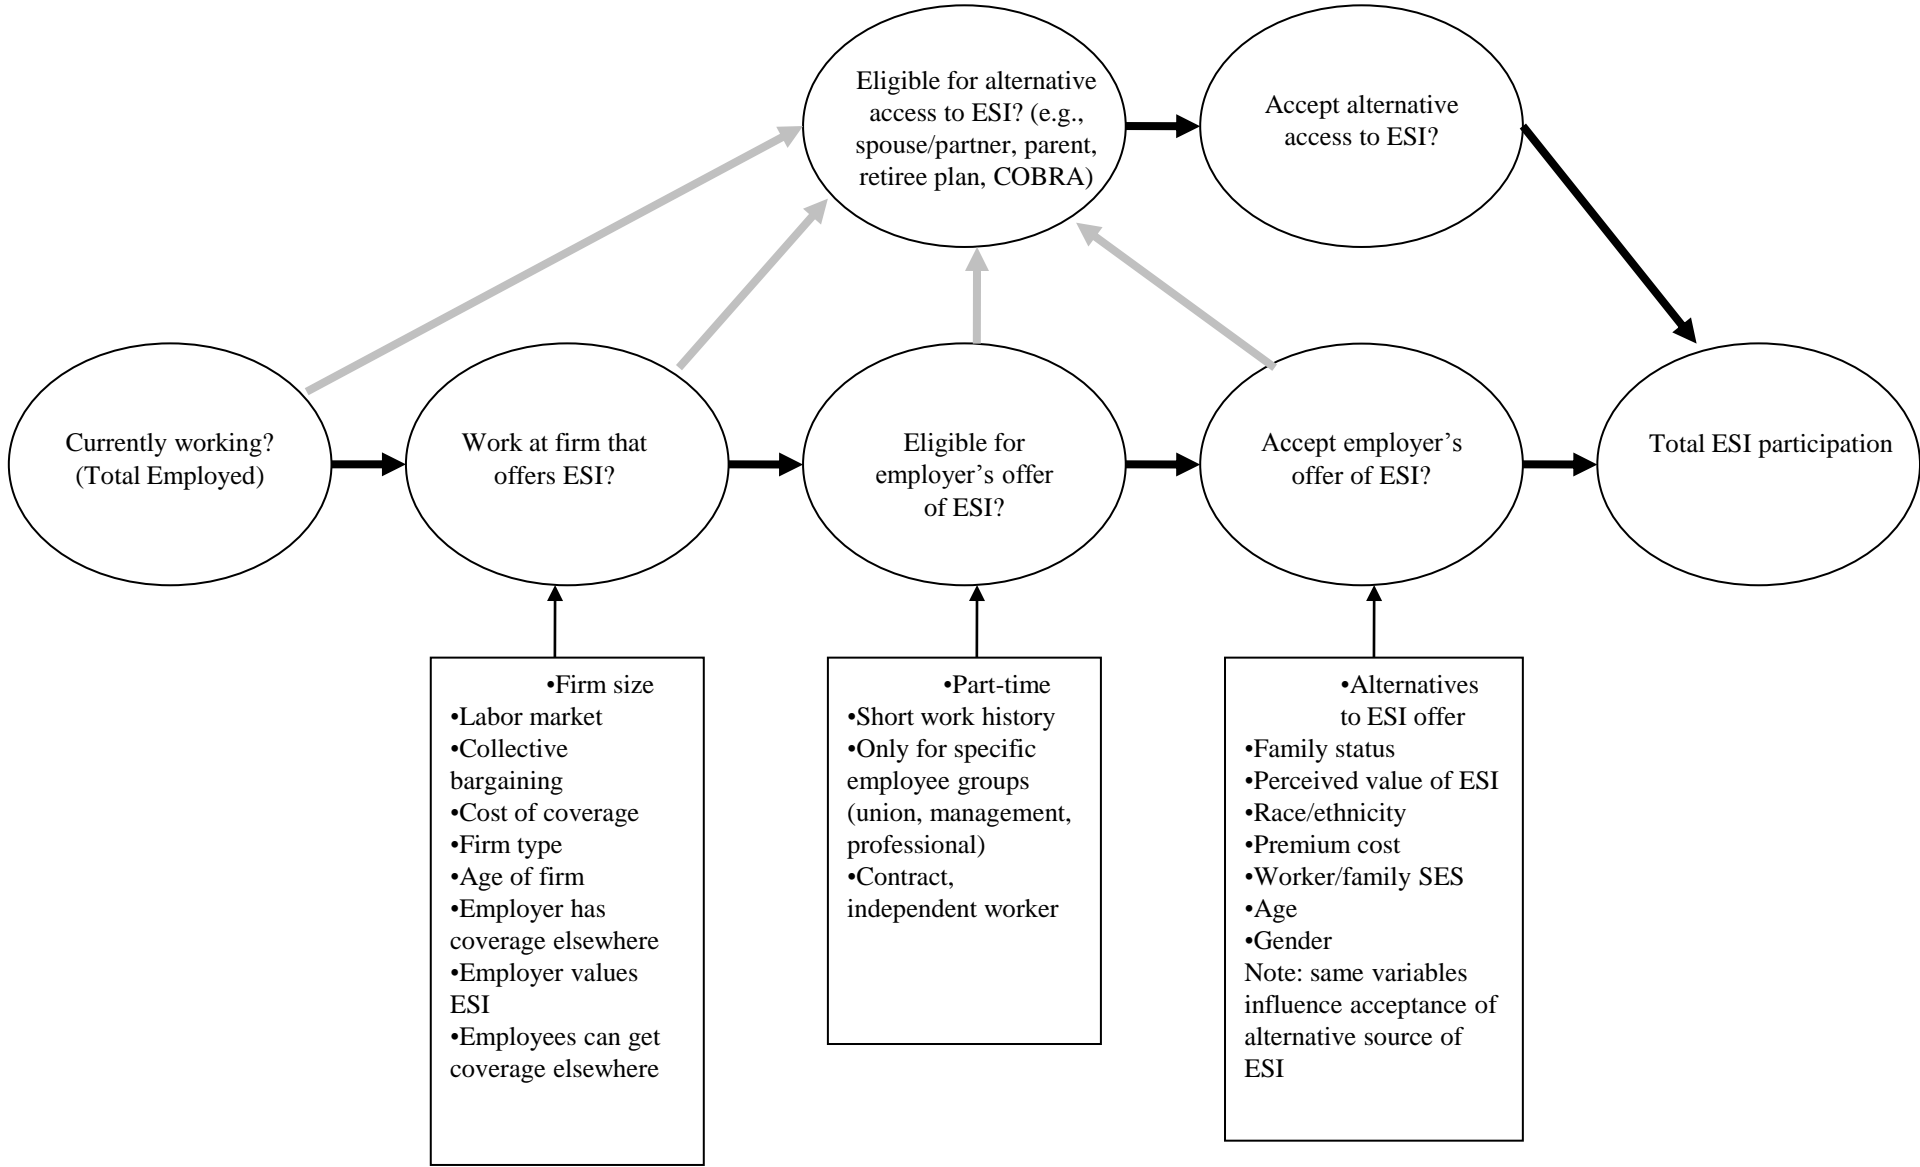 Eligible for alternative
access to ESI? (e.g.,
spouse/partner, parent,
retiree plan, COBRA)
Accept alternative
access to ESI?
Currently working?
(Total Employed)
Work at firm that
offers ESI?
Eligible for
employer’s offer
of ESI?
Accept employer’s
offer of ESI?
Total ESI participation
•Firm size
•Labor market
•Collective
bargaining
•Cost of coverage
•Firm type
•Age of firm
•Employer has
coverage elsewhere
•Employer values
ESI
•Employees can get
coverage elsewhere
•Part-time
•Short work history
•Only for specific
employee groups
(union, management,
professional)
•Contract,
independent worker
•Alternatives
to ESI offer
•Family status
•Perceived value of ESI
•Race/ethnicity
•Premium cost
•Worker/family SES
•Age
•Gender
Note: same variables
influence acceptance of
alternative source of
ESI